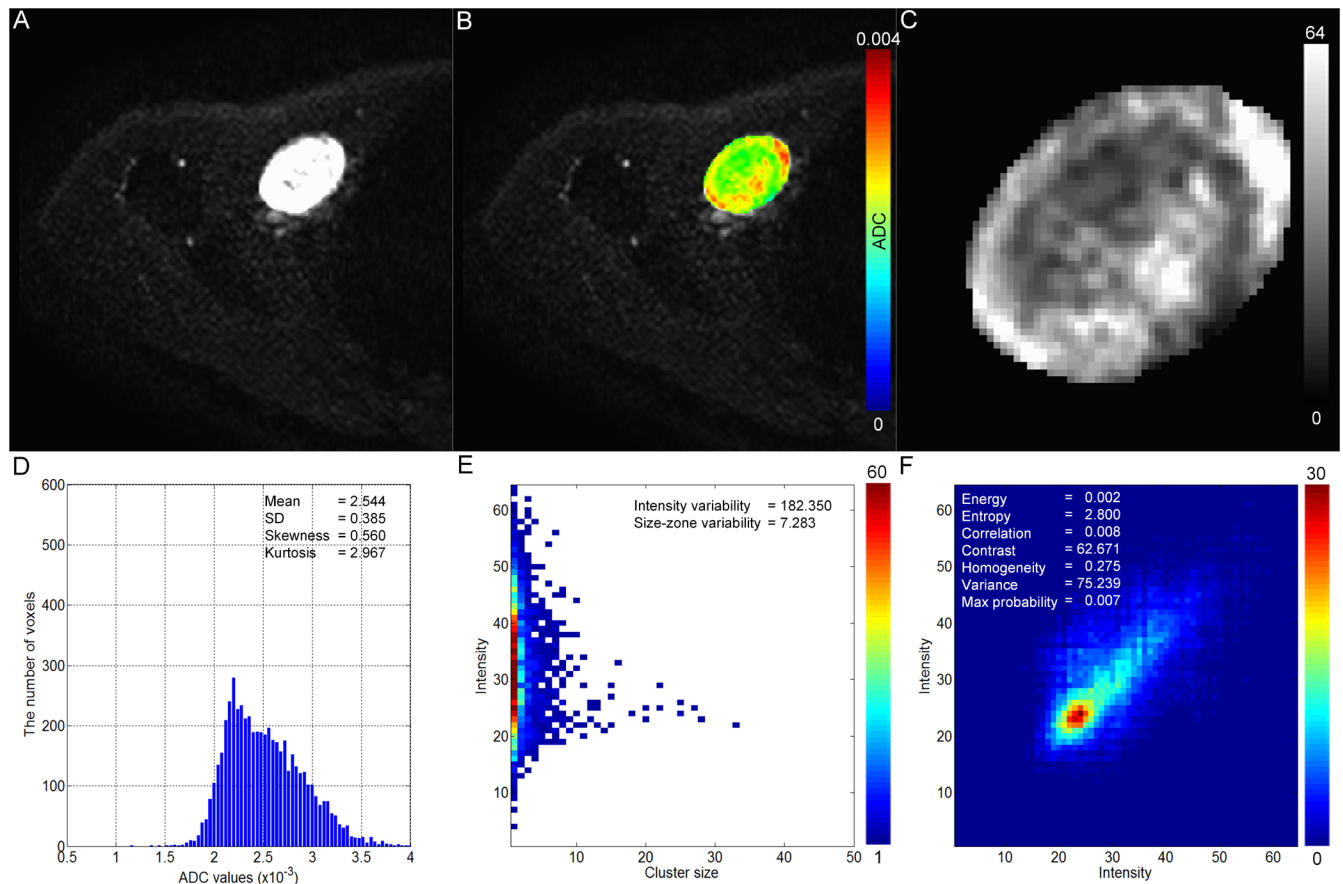 A
B
0.004
ADC
0
C
64
0
D
600
500
400
300
200
100
0
0.5
1
2
2.5
3
4
The number of voxels
ADC values (x10-3)
Mean = 2.544
SD = 0.385
Skewness = 0.560
Kurtosis = 2.967
E
60
50
40
30
20
10
10
20
30
40
50
Intensity
Cluster size
Intensity variability = 182.350
Size-zone variability = 7.283
60
1
F
60
50
40
30
20
10
10
20
30
40
50
60
Intensity
Intensity
Energy = 0.002
Entropy = 2.800
Correlation = 0.008
Contrast = 62.671
Homogeneity = 0.275
Variance = 75.239
Max probability = 0.007
30
0